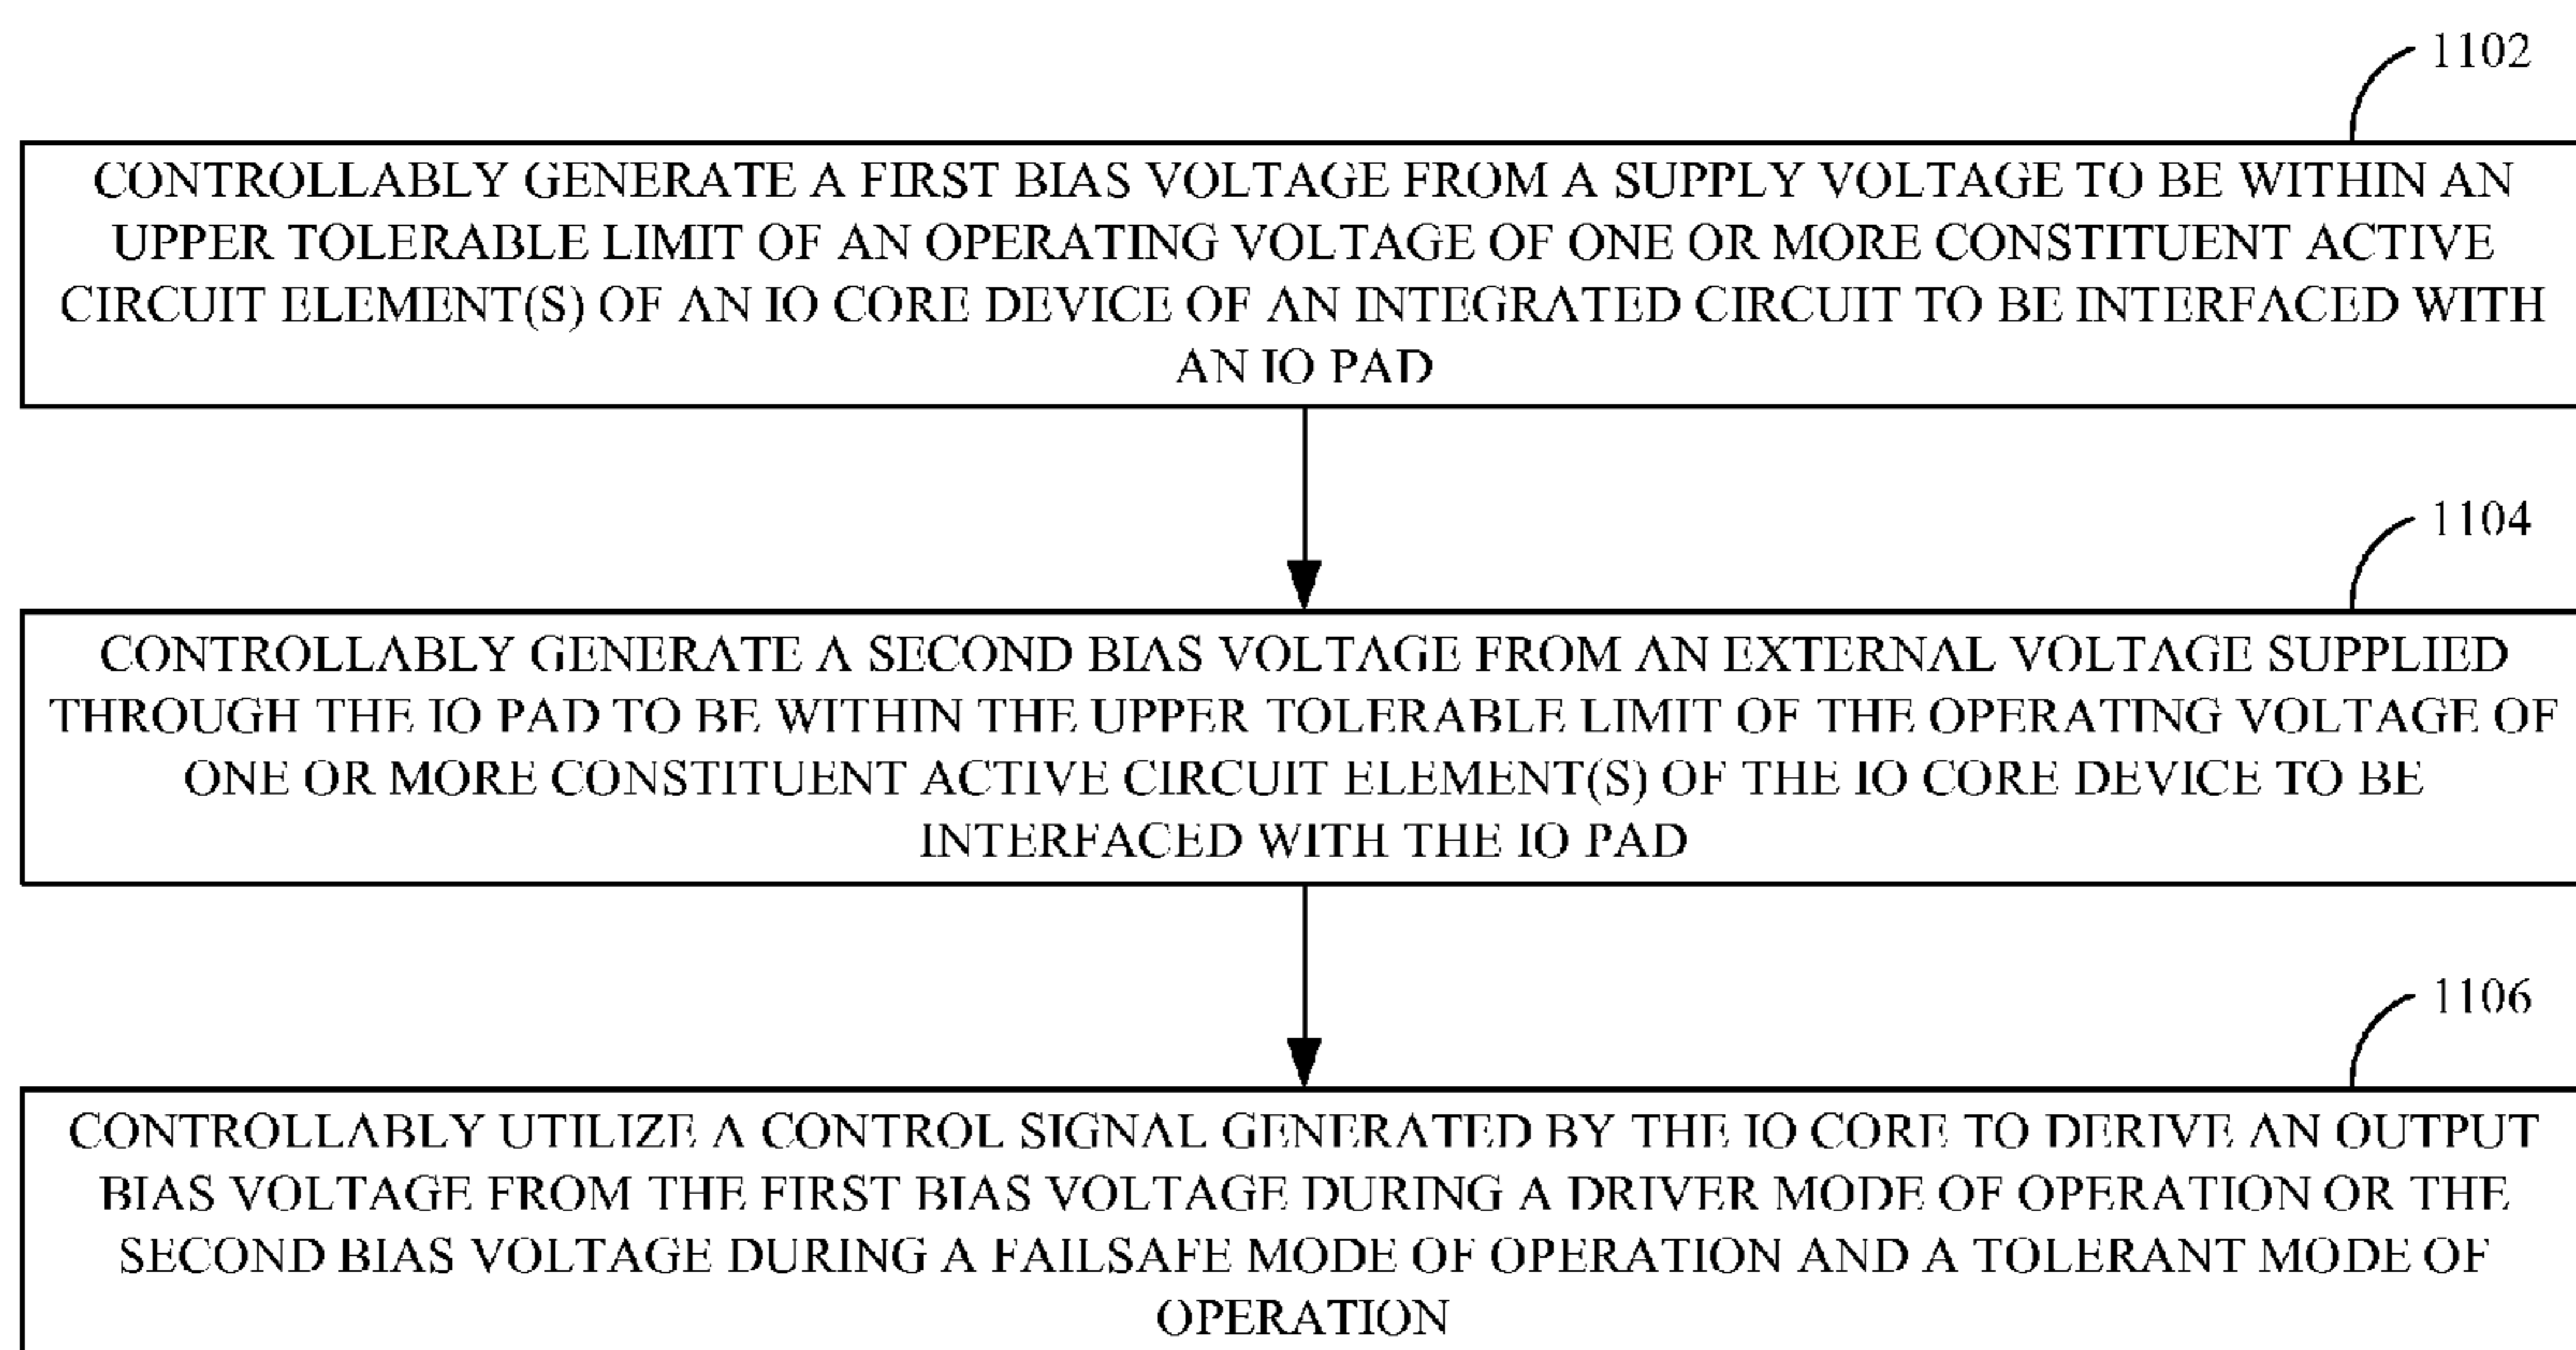 1102
CONTROLLABLY GENERATE A FIRST BIAS VOLTAGE FROM A SUPPLY VOLTAGE TO BE WITHIN AN
UPPER TOLERABLE LIMIT OF AN OPERATING VOLTAGE OF ONE OR MORE CONSTITUENT ACTIVE
CIRCUIT ELEMENT(S) OF AN IO CORE DEVICE OF AN INTEGRATED CIRCUIT TO BE INTERFACED WITH
AN IO PAD
1104
CONTROLLABLY GENERATE A SECOND BIAS VOLTAGE FROM AN EXTERNAL VOLTAGE SUPPLIED
THROUGH THE IO PAD TO BE WITHIN THE UPPER TOLERABLE LIMIT OF THE OPERATING VOLTAGE OF
ONE OR MORE CONSTITUENT ACTIVE CIRCUIT ELEMENT(S) OF THE IO CORE DEVICE TO BE
INTERFACED WITH THE IO PAD
1106
CONTROLLABLY UTILIZE A CONTROL SIGNAL GENERATED BY THE IO CORE TO DERIVE AN OUTPUT
BIAS VOLTAGE FROM THE FIRST BIAS VOLTAGE DURING A DRIVER MODE OF OPERATION OR THE
SECOND BIAS VOLTAGE DURING A FAILSAFE MODE OF OPERATION AND A TOLERANT MODE OF
OPERATION